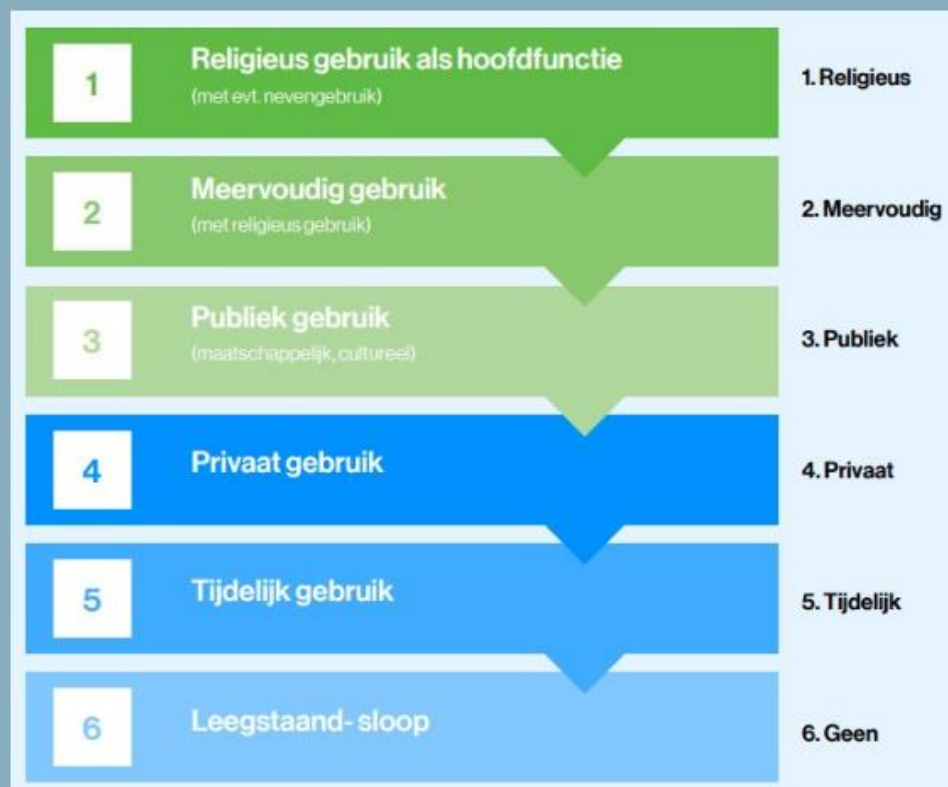 1
Religieus gebruik als hoofdfunctie
(met evt. nevengebruik)
1. Religieus
2
Meervoudig gebruik
(met religieus gebruik)
2. Meervoudig
3
Publiek gebruik
(maatschappelijk, cultureel)
3. Publiek
4
Privaat gebruik
4. Privaat
5
Tijdelijk gebruik
5. Tijdelijk
6
Leegstaand- sloop
6. Geen